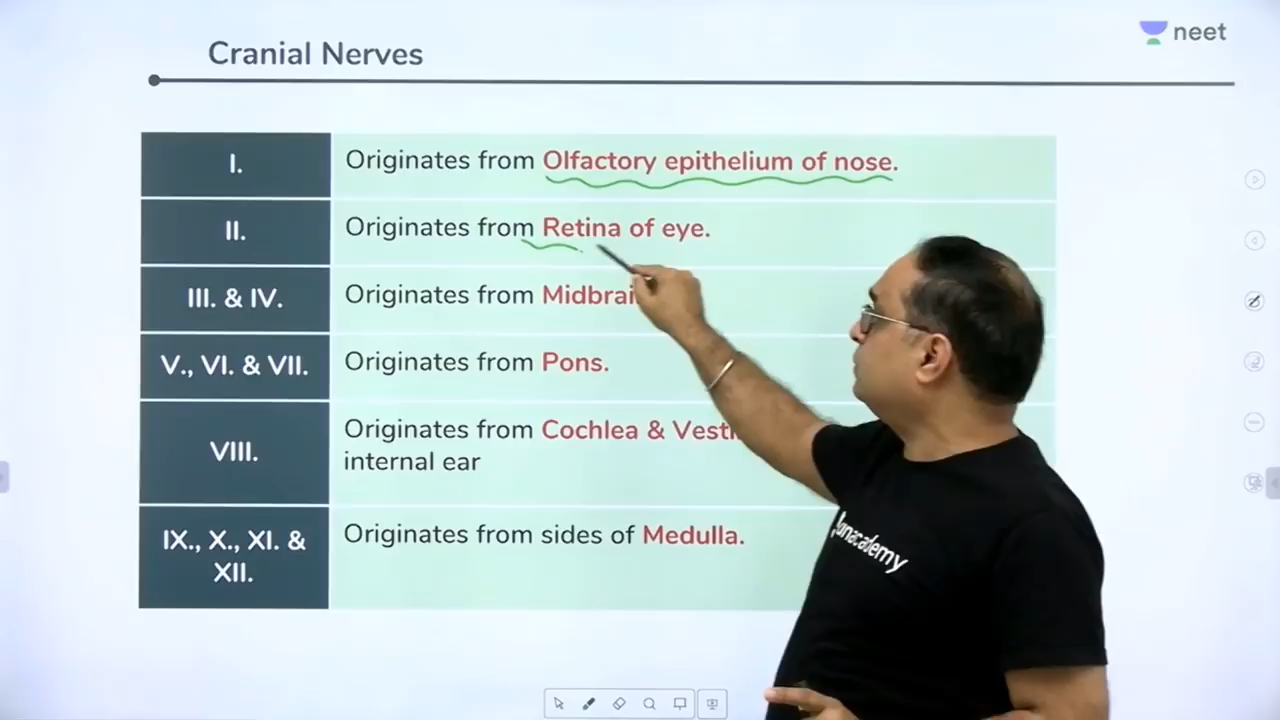 Cranial Nerves
neet
I.
Originates from Olfactory epithelium of nose.
II.
Originates from Retina of eye.
III. & IV.
Originates from
V., VI. & VII.
Originates from Pons.
VIII.
Originates from Cochlea &
internal ear
IX., X., XI. &
XII.
Originates from sides of Medulla.
unacademy